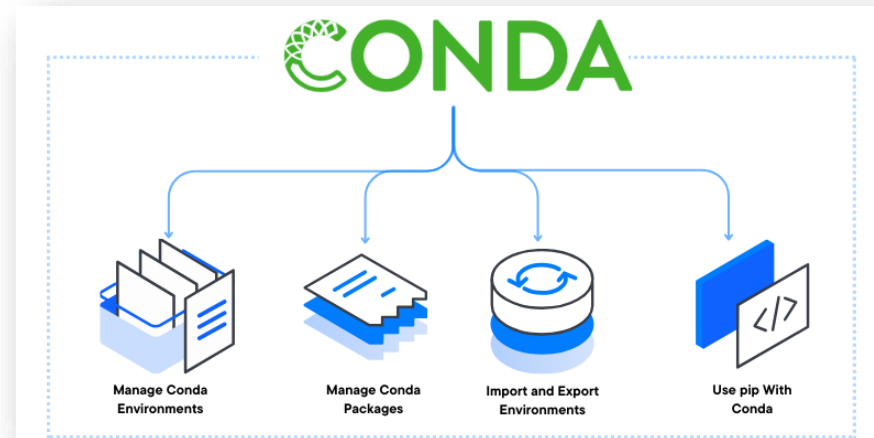 CONDA
Manage Conda
Environments
Manage Conda
Packages
Import and Export
Environments
Use pip With
Conda
</>